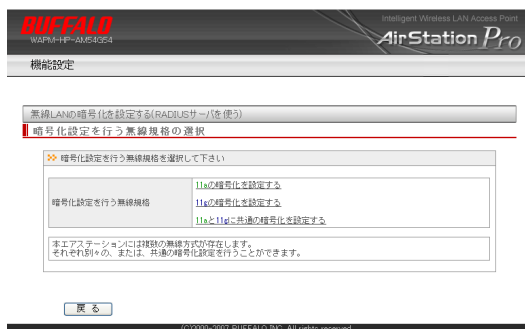 BUFFALO
WAPM-HP-AM54G54
Intelligent Wireless LAN Access Point
AirStation Pro
機能設定
無線LANの暗号化を設定する(RADIUSサーバを使う)
暗号化設定を行う無線規格の選択
暗号化設定を行う無線規格を選択して下さい
暗号化設定を行う無線規格
11aの暗号化を設定する
11gの暗号化を設定する
11aと11gに共通の暗号化を設定する
本エアステーションには複数の無線方式が存在します。
それぞれ別々の、または、共通の暗号化設定を行うことができます。
戻る
(C)2000-2007 BUFFALO INC. All rights reserved.